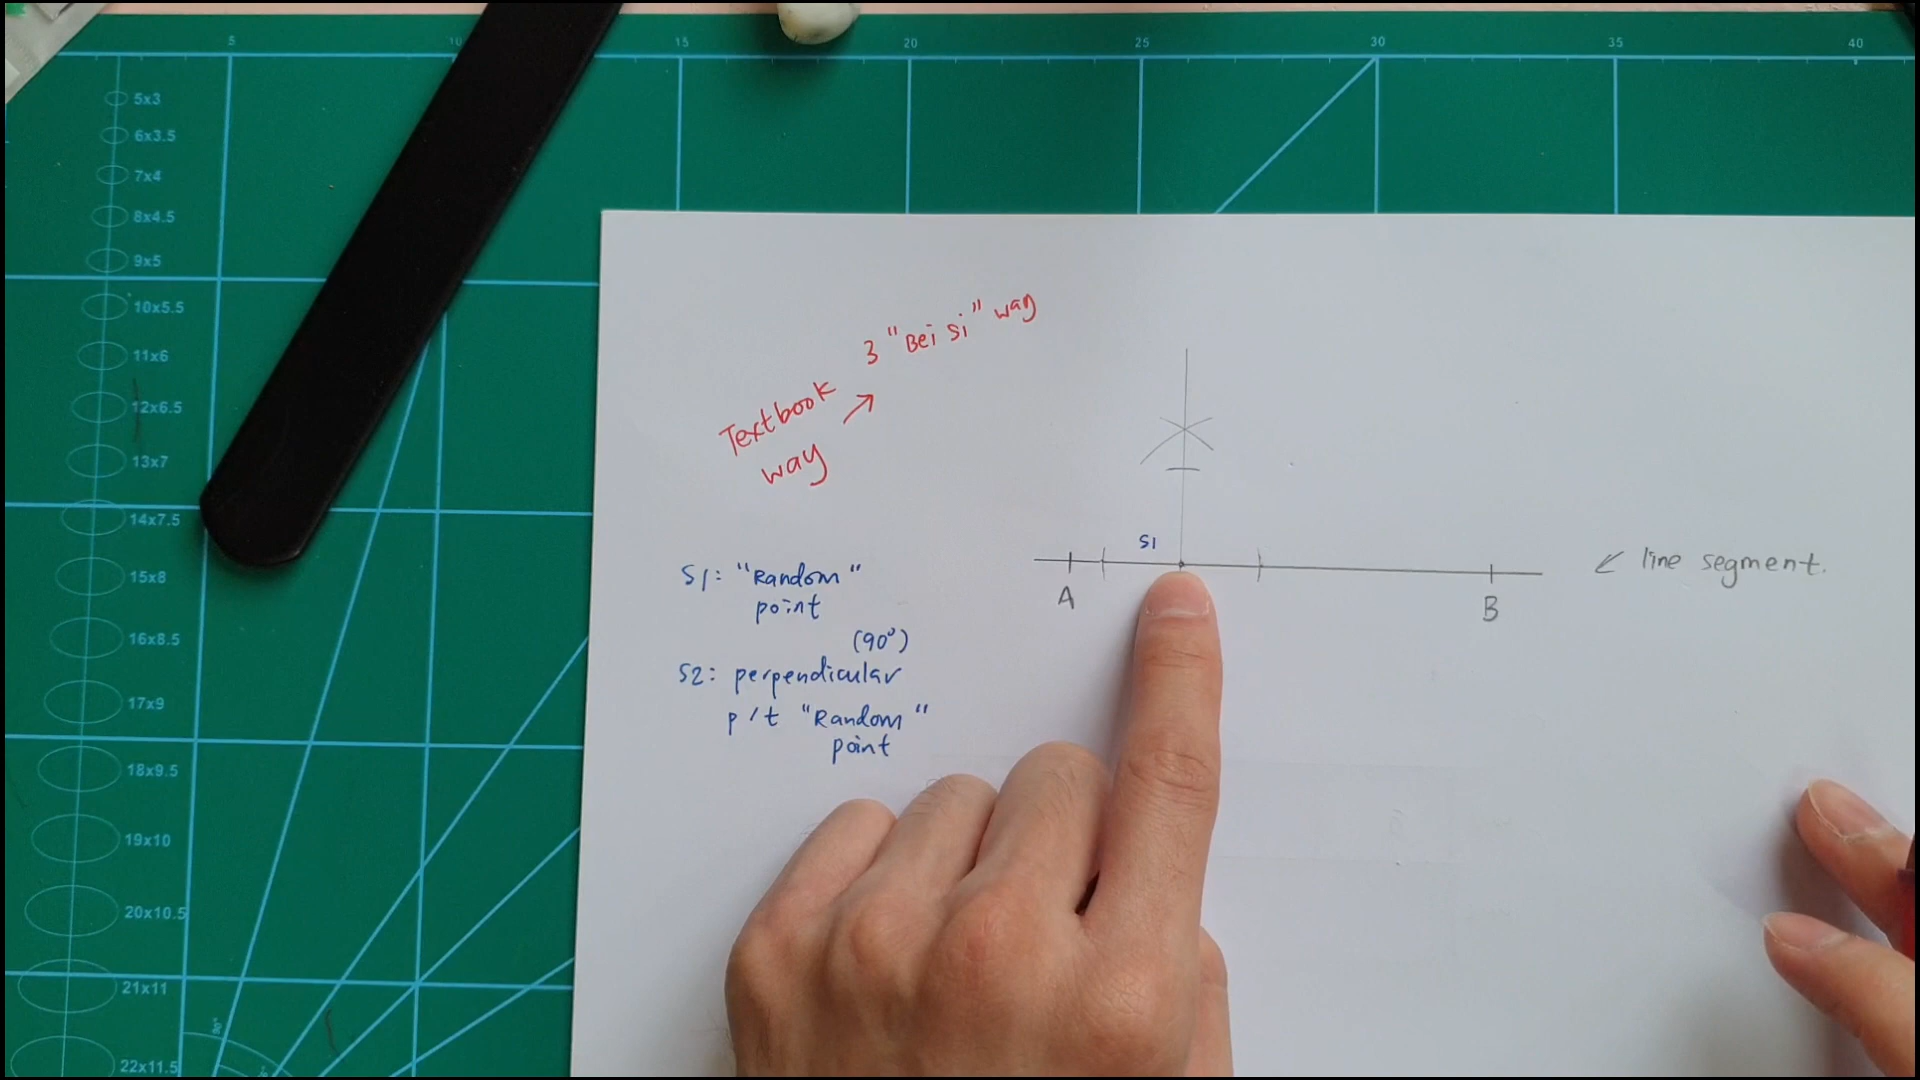 5 10 15 20 25 30 35 40
5x3
6x3.5
7x4
8x4.5
9x5
10x5.5
11x6
12x6.5
13x7
14x7.5
15x8
16x8.5
17x9
18x9.5
19x10
20x10.5
21x11
22x11.5
90°
3 "Bei Si" way
Textbook
way
S1: "Random"
point
(90°)
S2: perpendicular
p/t "Random"
point
S1
A
B
line segment.